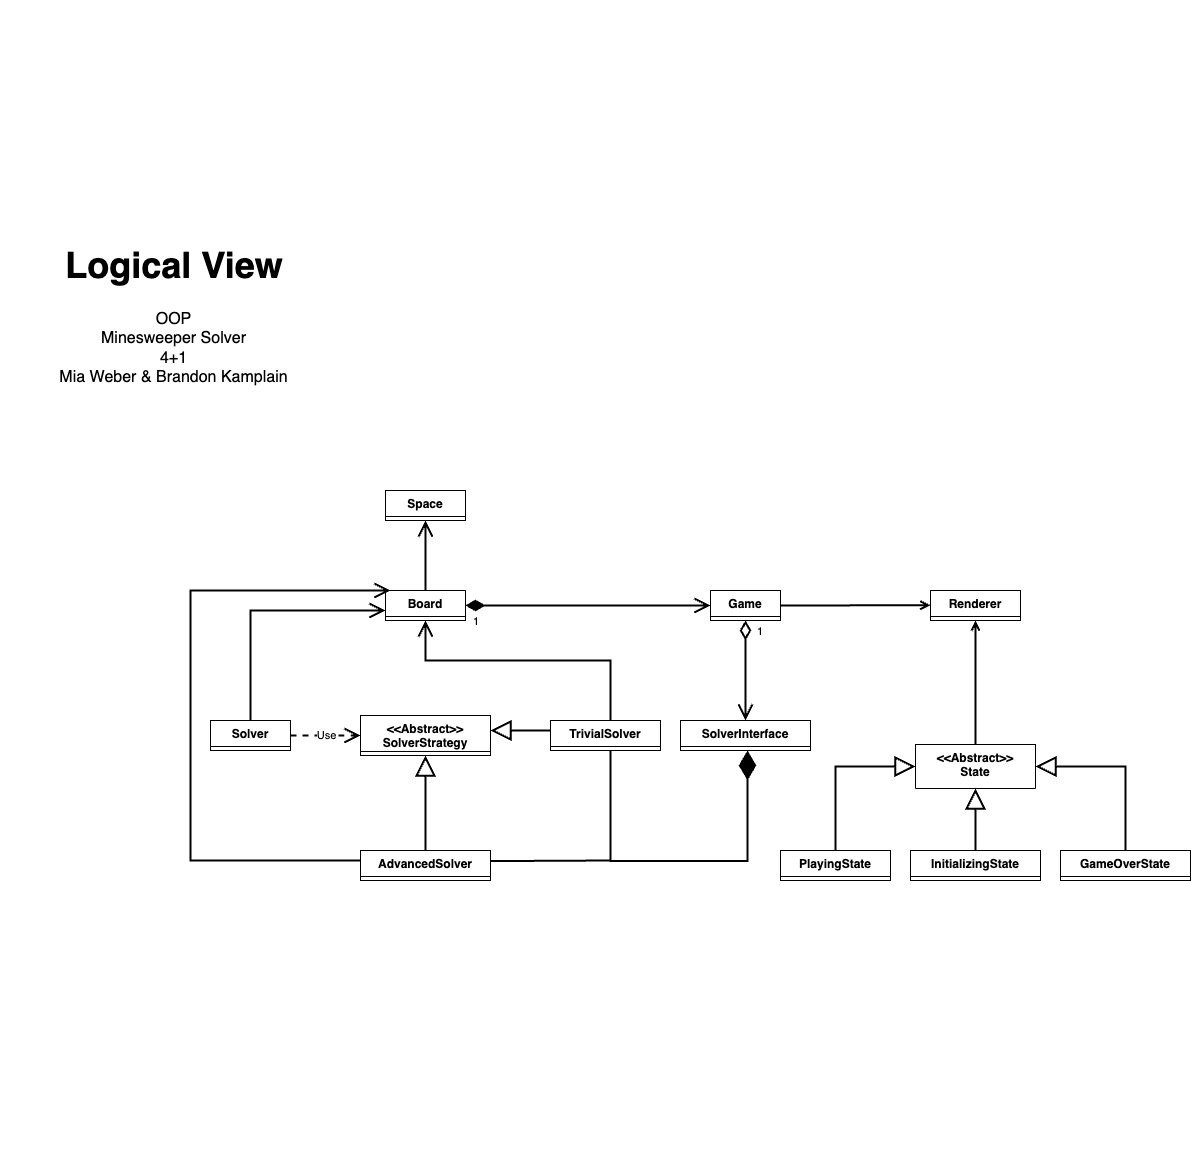 Logical View
OOP
Minesweeper Solver
4+1
Mia Weber & Brandon Kamplain
Space
Board
1
Game
1
Renderer
Solver
Use
<<Abstract>>
SolverStrategy
TrivialSolver
SolverInterface
<<Abstract>>
State
AdvancedSolver
PlayingState
InitializingState
GameOverState